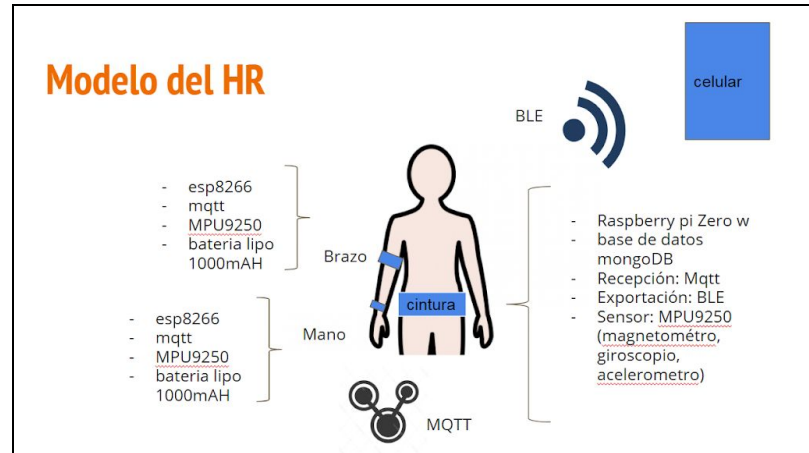 Modelo del HR
celular
BLE
- esp8266
- mqtt
- MPU9250
- bateria lipo
1000mAH
Brazo
- esp8266
- mqtt
- MPU9250
- bateria lipo
1000mAH
Mano
cintura
- Raspberry pi Zero w
- base de datos
mongoDB
- Recepción: Mqtt
- Exportación: BLE
- Sensor: MPU9250
(magnetométro,
giroscopio,
acelerometro)
MQTT